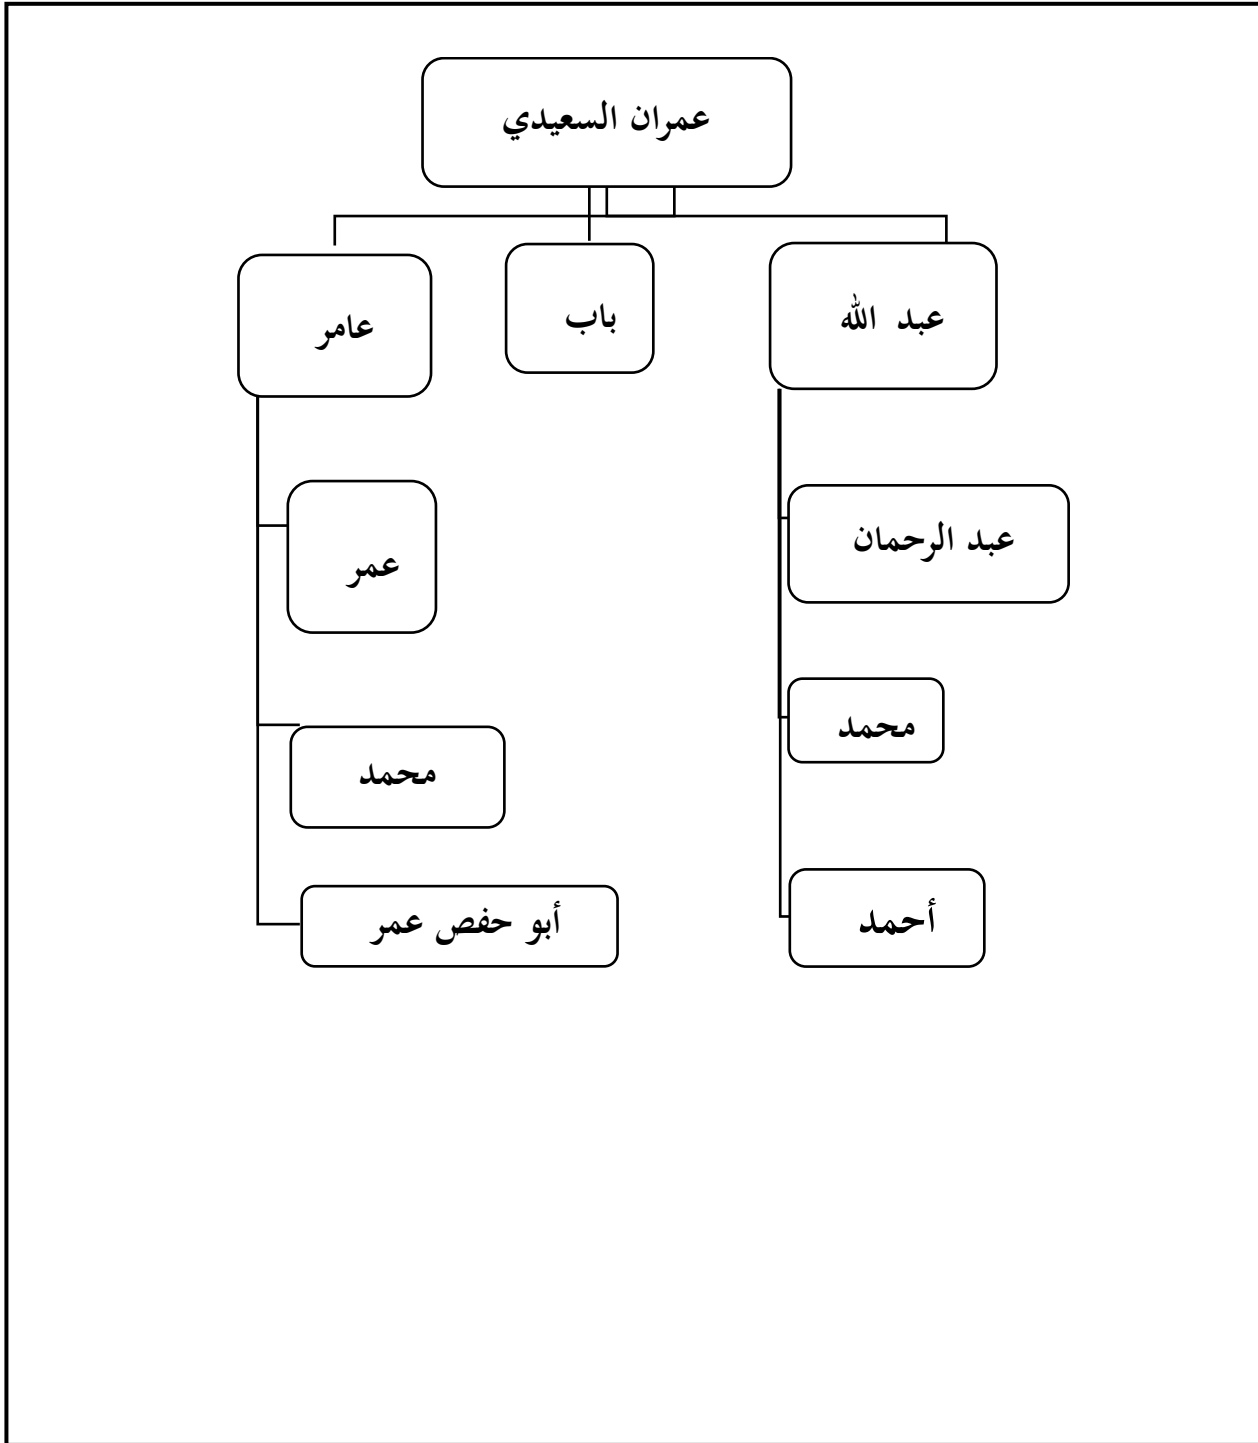 عمران السعيدي
عبد الله
باب
عامر
عبد الرحمان
عمر
محمد
محمد
أحمد
أبو حفص عمر